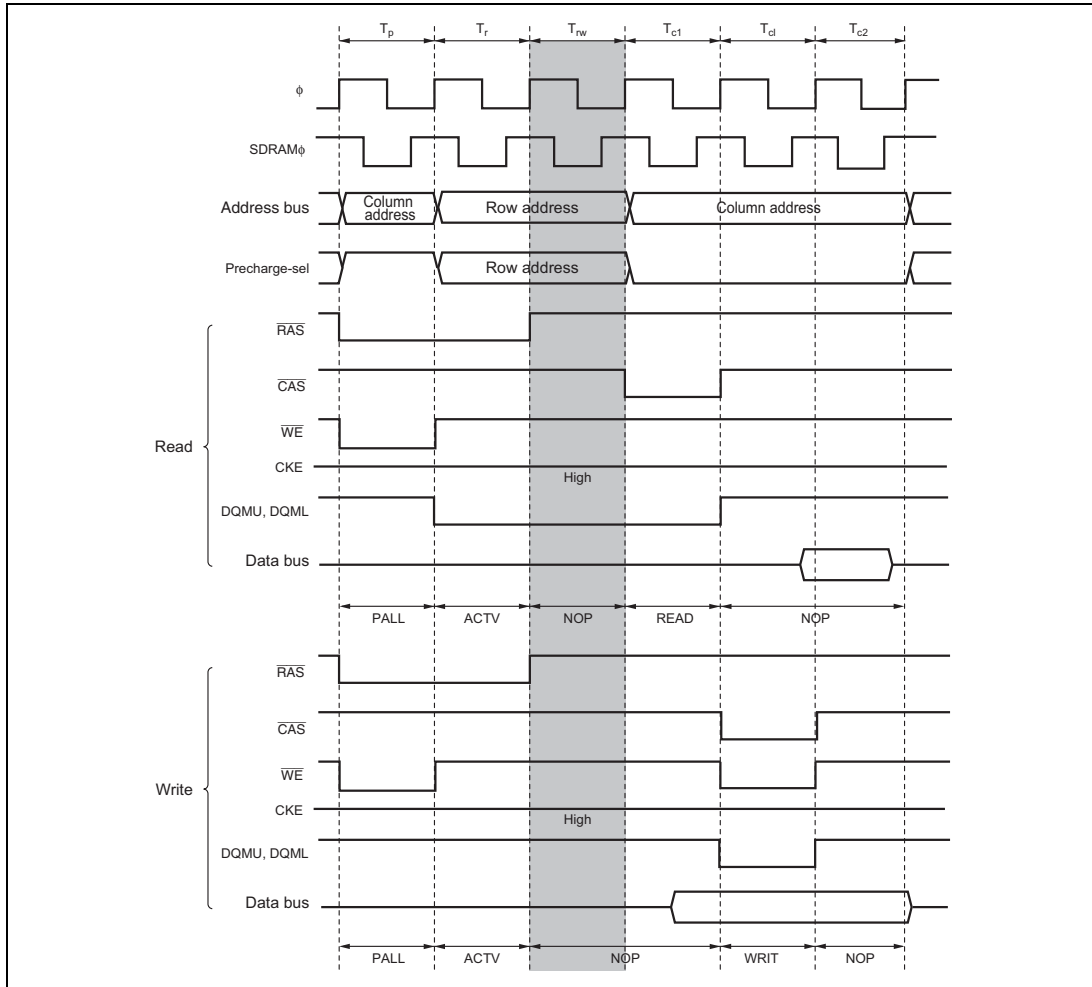 Tp Tr Trw Tc1 Tcl Tc2
ϕ
SDRAMϕ
Address bus
Column
address
Row address
Column address
Precharge-sel
Row address
Read
RAS
CAS
WE
CKE
High
DQMU, DQML
Data bus
PALL ACTV NOP READ NOP
Write
RAS
CAS
WE
CKE
High
DQMU, DQML
Data bus
PALL ACTV NOP WRIT NOP